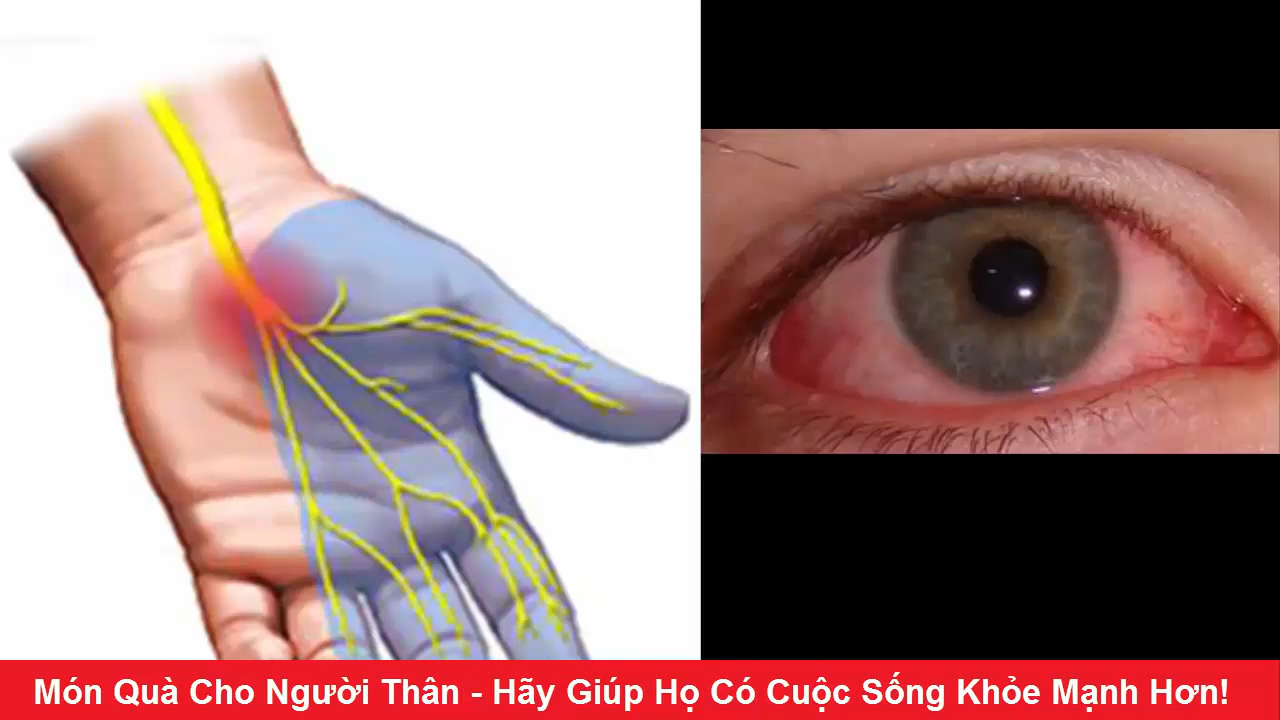 Món Quà Cho Người Thân - Hãy Giúp Họ Có Cuộc Sống Khỏe Mạnh Hơn!